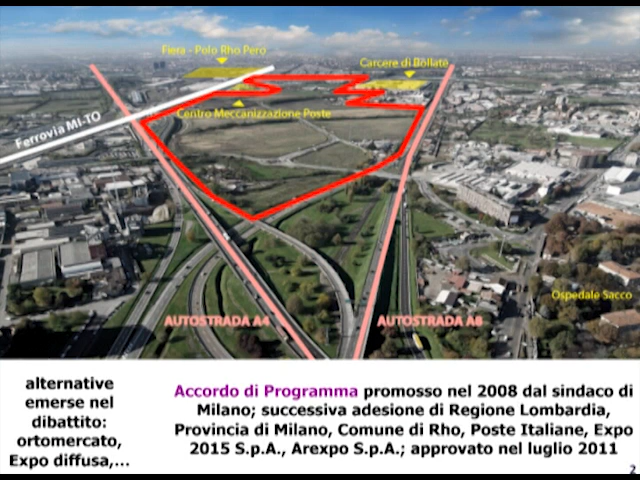 Fiera - Polo Rho Pero
Carcere di Bollate
Centro Meccanizzazione Poste
Ferrovia MI-TO
Ospedale Sacco
AUTOSTRADA A4
AUTOSTRADA A8
alternative
emerse nel
dibattito:
ortomercato,
Expo diffusa,...
Accordo di Programma promosso nel 2008 dal sindaco di
Milano; successiva adesione di Regione Lombardia,
Provincia di Milano, Comune di Rho, Poste Italiane, Expo
2015 S.p.A., Arexpo S.p.A.; approvato nel luglio 2011
2